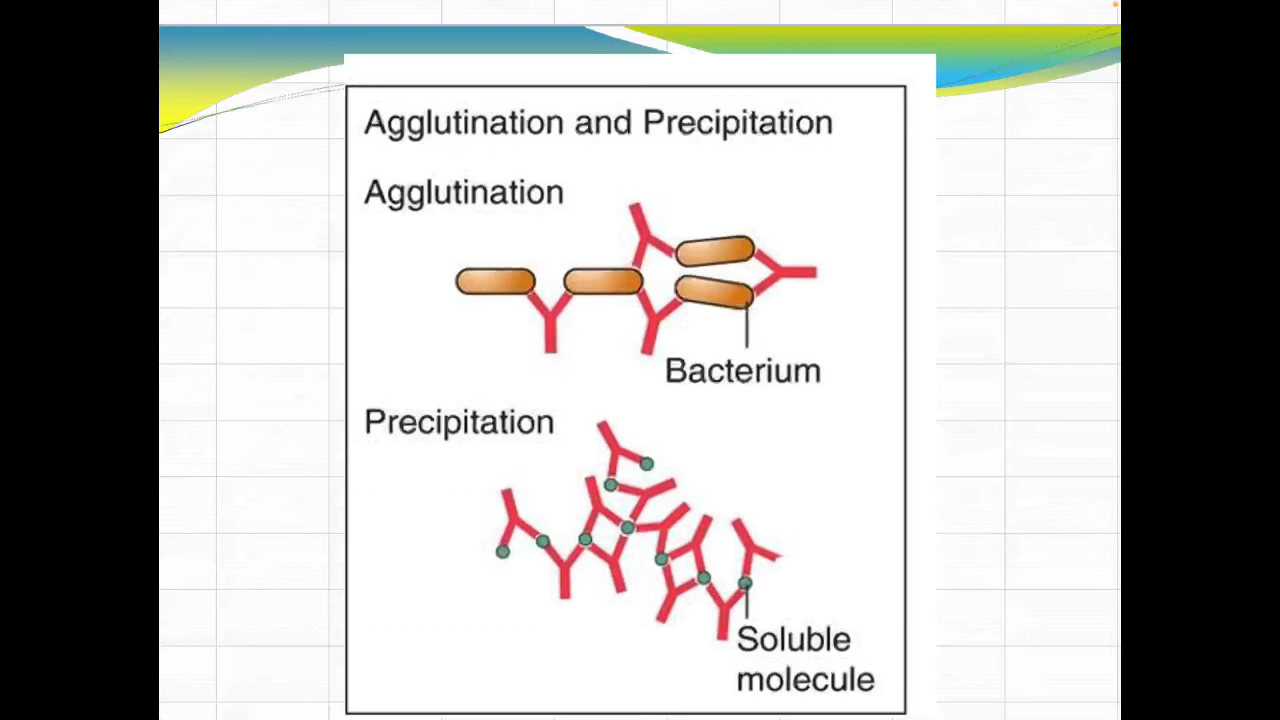 Agglutination and Precipitation
Agglutination
Bacterium
Precipitation
Soluble
molecule